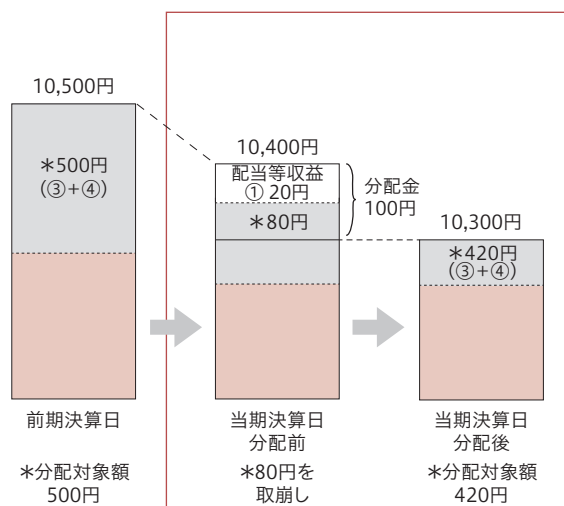 10,500円
＊500円
(③＋④)
前期決算日
＊分配対象額
500円
10,400円
配当等収益
① 20円
＊80円
分配金
100円
当期決算日
分配前
＊80円を
取崩し
10,300円
＊420円
(③＋④)
当期決算日
分配後
＊分配対象額
420円